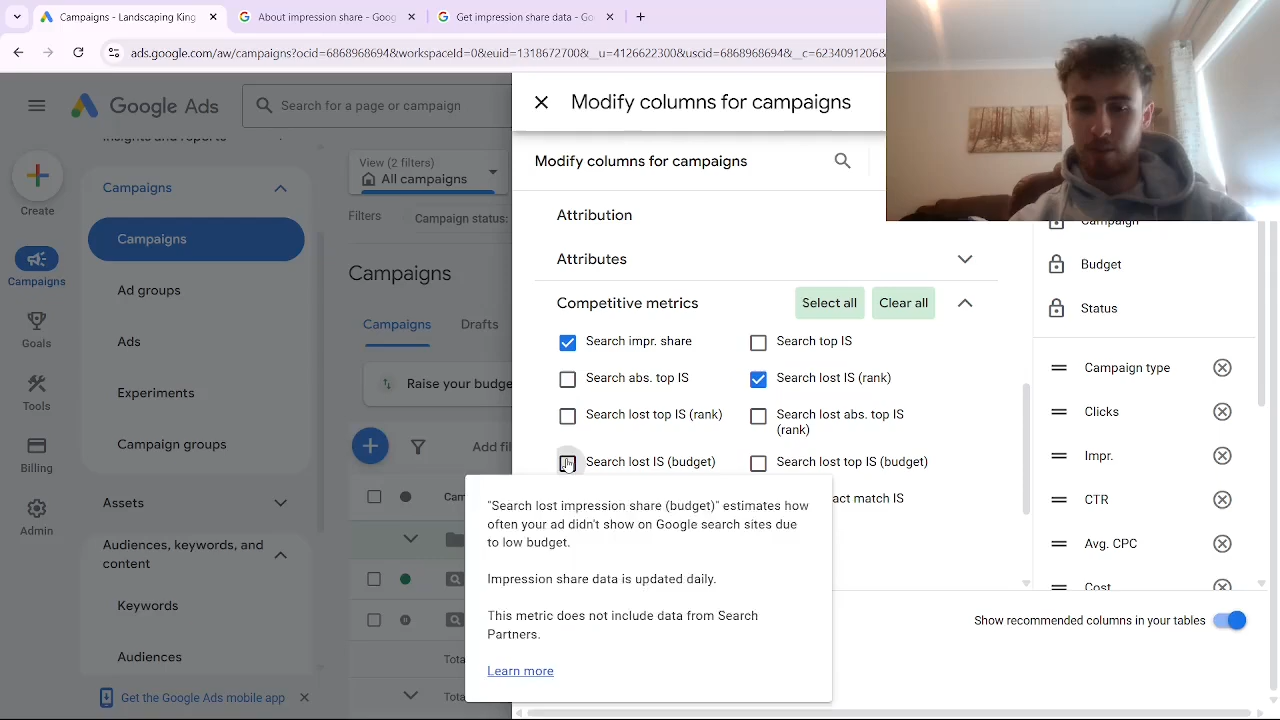 Campaigns - Campaigns - King
About impression share - Goog
Get impression share data - Go
ads.google.com/aw/campaigns?ocid=6868968694&workspaceId=0&euid=1318672700&__u=4126622300&uscid=6868968694&__c=6234091206&
Google Ads
Search for a page or campaign
Create
Campaigns
Goals
Tools
Billing
Admin
Insights and reports
Campaigns
Campaigns
Ad groups
Ads
Experiments
Campaign groups
Assets
Audiences, keywords, and
content
Keywords
Audiences
Get the Google Ads mobile app
View (2 filters)
All campaigns
Filters
Campaign status:
Campaigns
Campaigns
Drafts
Raise your budge
Add fil
Cam
Tota
Tota
Modify columns for campaigns
Modify columns for campaigns
Attribution
Attributes
Competitive metrics
Select all
Clear all
Search impr. share
Search top IS
Search abs. top IS
Search lost IS (rank)
Search lost top IS (rank)
Search lost abs. top IS
(rank)
Search lost IS (budget)
Search lost top IS (budget)
act match IS
"Search lost impression share (budget)" estimates how
often your ad didn't show on Google search sites due
to low budget.
Impression share data is updated daily.
This metric does not include data from Search
Partners.
Learn more
Campaign
Budget
Status
Campaign type
Clicks
Impr.
CTR
Avg. CPC
Cost
Show recommended columns in your tables